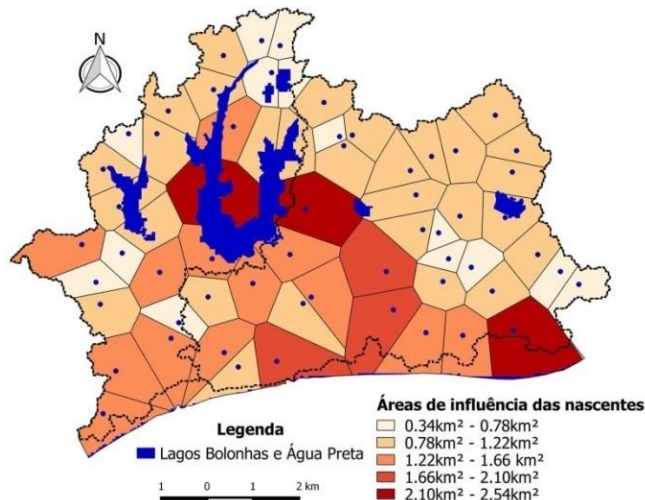 N
Legenda
Lagos Bolonhas e Água Preta
1 0 1 2 km
Áreas de influência das nascentes
0.34km² - 0.78km²
0.78km² - 1.22km²
1.22km² - 1.66 km²
1.66km² - 2.10km²
2.10km² - 2.54km²